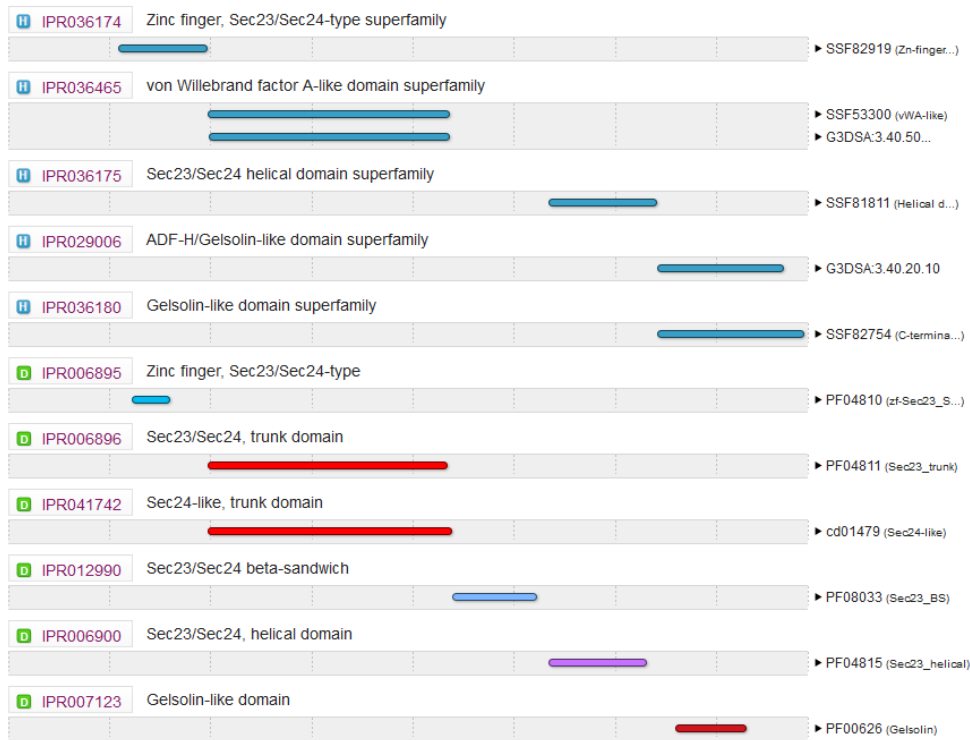 H IPR036174 Zinc finger, Sec23/Sec24-type superfamily
SSF82919 (Zn-finger...)
H IPR036465 von Willebrand factor A-like domain superfamily
SSF53300 (vWA-like)
G3DSA:3.40.50...
H IPR036175 Sec23/Sec24 helical domain superfamily
SSF81811 (Helical d...)
H IPR029006 ADF-H/Gelsolin-like domain superfamily
G3DSA:3.40.20.10
H IPR036180 Gelsolin-like domain superfamily
SSF82754 (C-termina...)
D IPR006895 Zinc finger, Sec23/Sec24-type
PF04810 (zf-Sec23_S...)
D IPR006896 Sec23/Sec24, trunk domain
PF04811 (Sec23_trunk)
D IPR041742 Sec24-like, trunk domain
cd01479 (Sec24-like)
D IPR012990 Sec23/Sec24 beta-sandwich
PF08033 (Sec23_BS)
D IPR006900 Sec23/Sec24, helical domain
PF04815 (Sec23_helical)
D IPR007123 Gelsolin-like domain
PF00626 (Gelsolin)